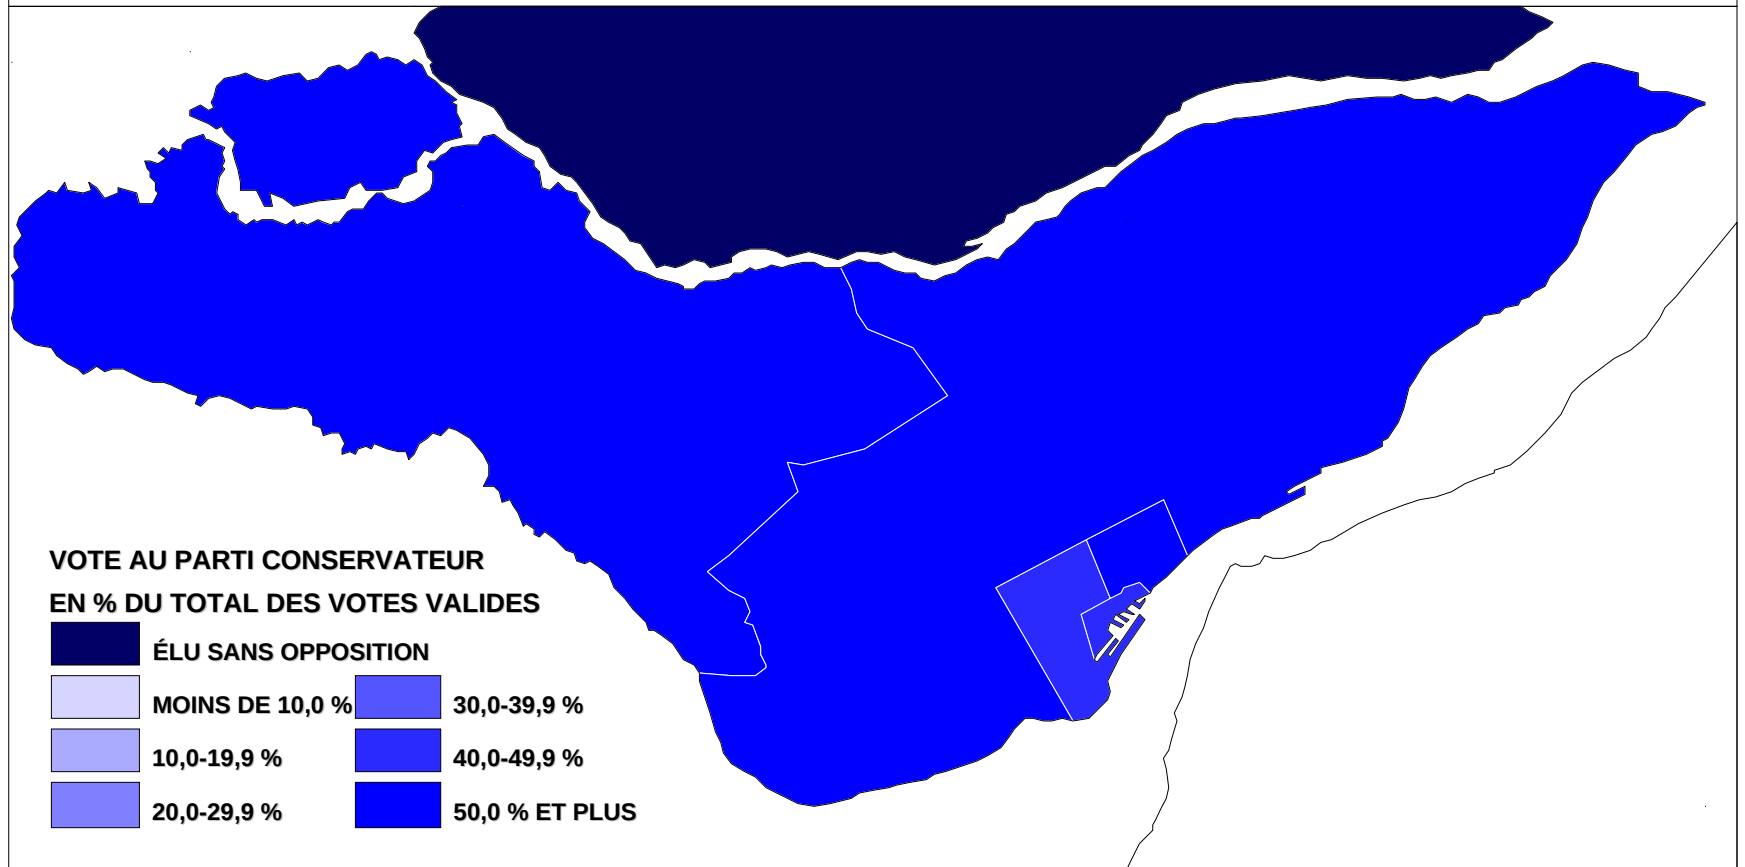 VOTE AU PARTI CONSERVATEUR
EN % DU TOTAL DES VOTES VALIDES
ÉLU SANS OPPOSITION
MOINS DE 10,0 %
10,0-19,9 %
20,0-29,9 %
30,0-39,9 %
40,0-49,9 %
50,0 % ET PLUS